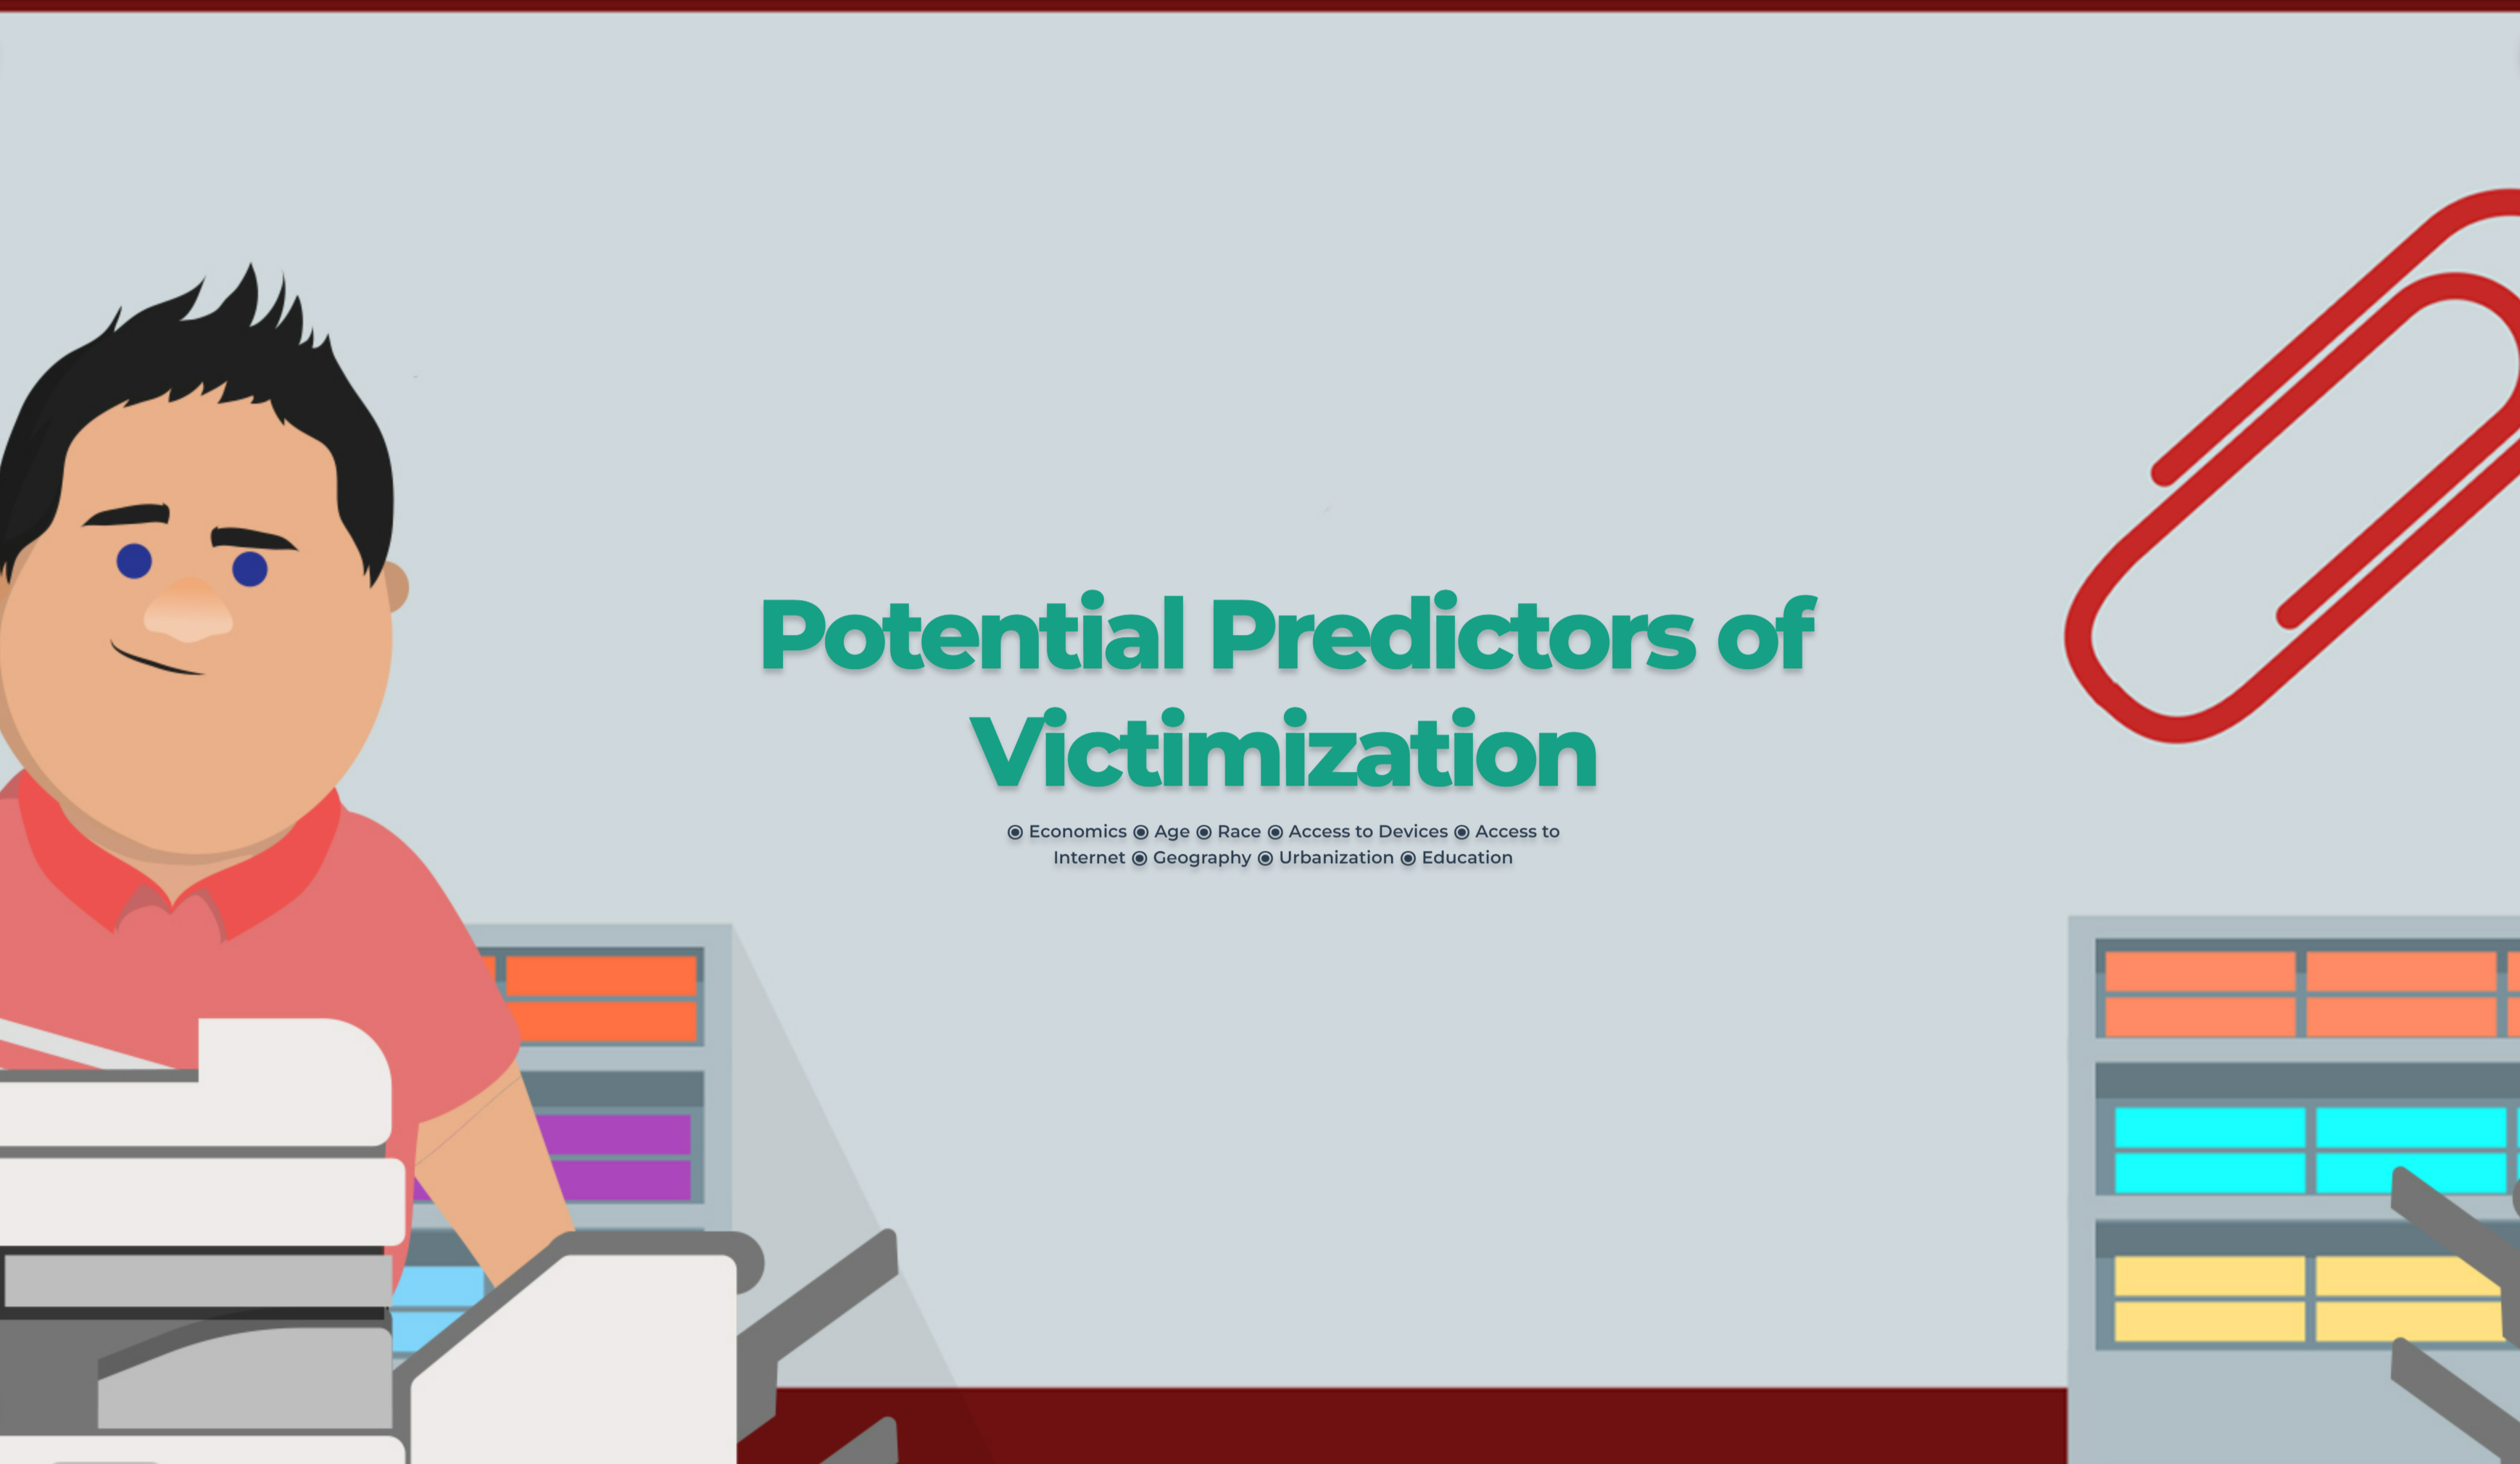 Potential Predictors of
Victimization
◉ Economics ◉ Age ◉ Race ◉ Access to Devices ◉ Access to
Internet ◉ Geography ◉ Urbanization ◉ Education